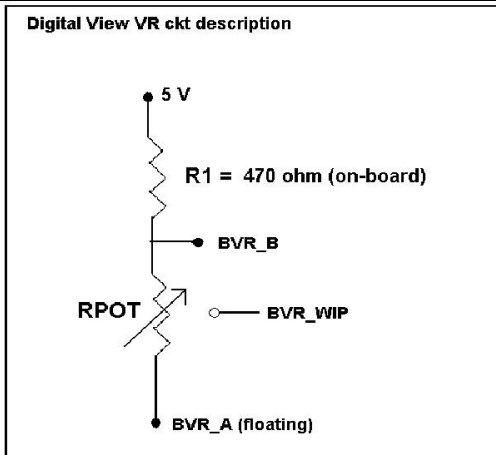 Digital View VR ckt description
5 V
R1 = 470 ohm (on-board)
BVR_B
RPOT
BVR_WIP
BVR_A (floating)